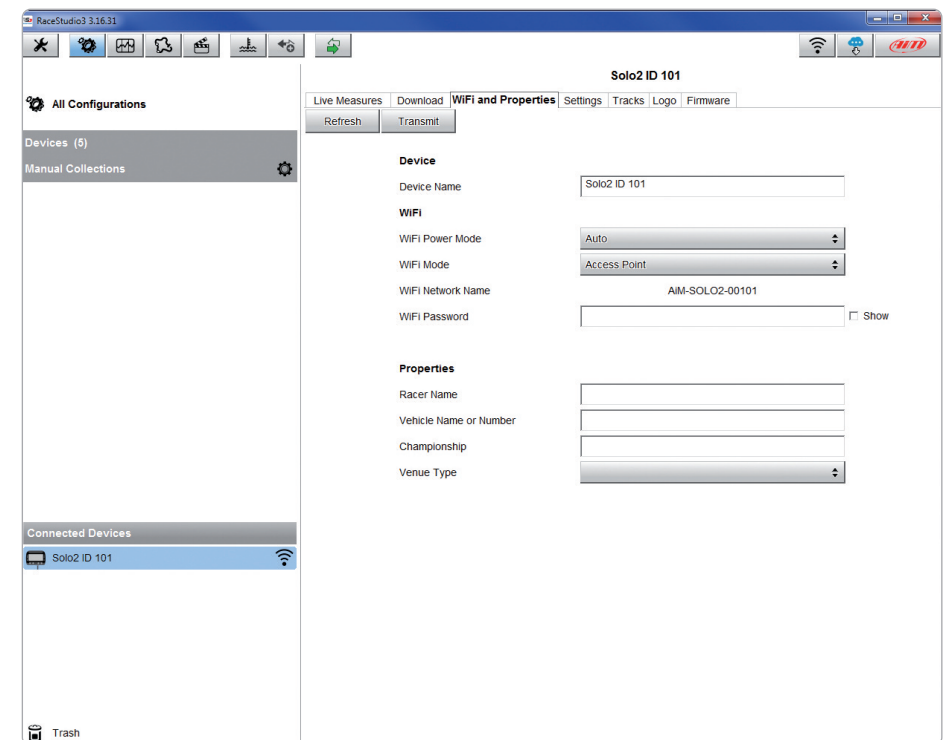 RaceStudio3 3.16.31
AiM
Solo2 ID 101
All Configurations
Live Measures Download WiFi and Properties Settings Tracks Logo Firmware
Refresh Transmit
Devices (5)
Manual Collections
Device
Device Name Solo2 ID 101
WiFi
WiFi Power Mode Auto
WiFi Mode Access Point
WiFi Network Name AiM-SOLO2-00101
WiFi Password Show
Properties
Racer Name
Vehicle Name or Number
Championship
Venue Type
Connected Devices
Solo2 ID 101
Trash